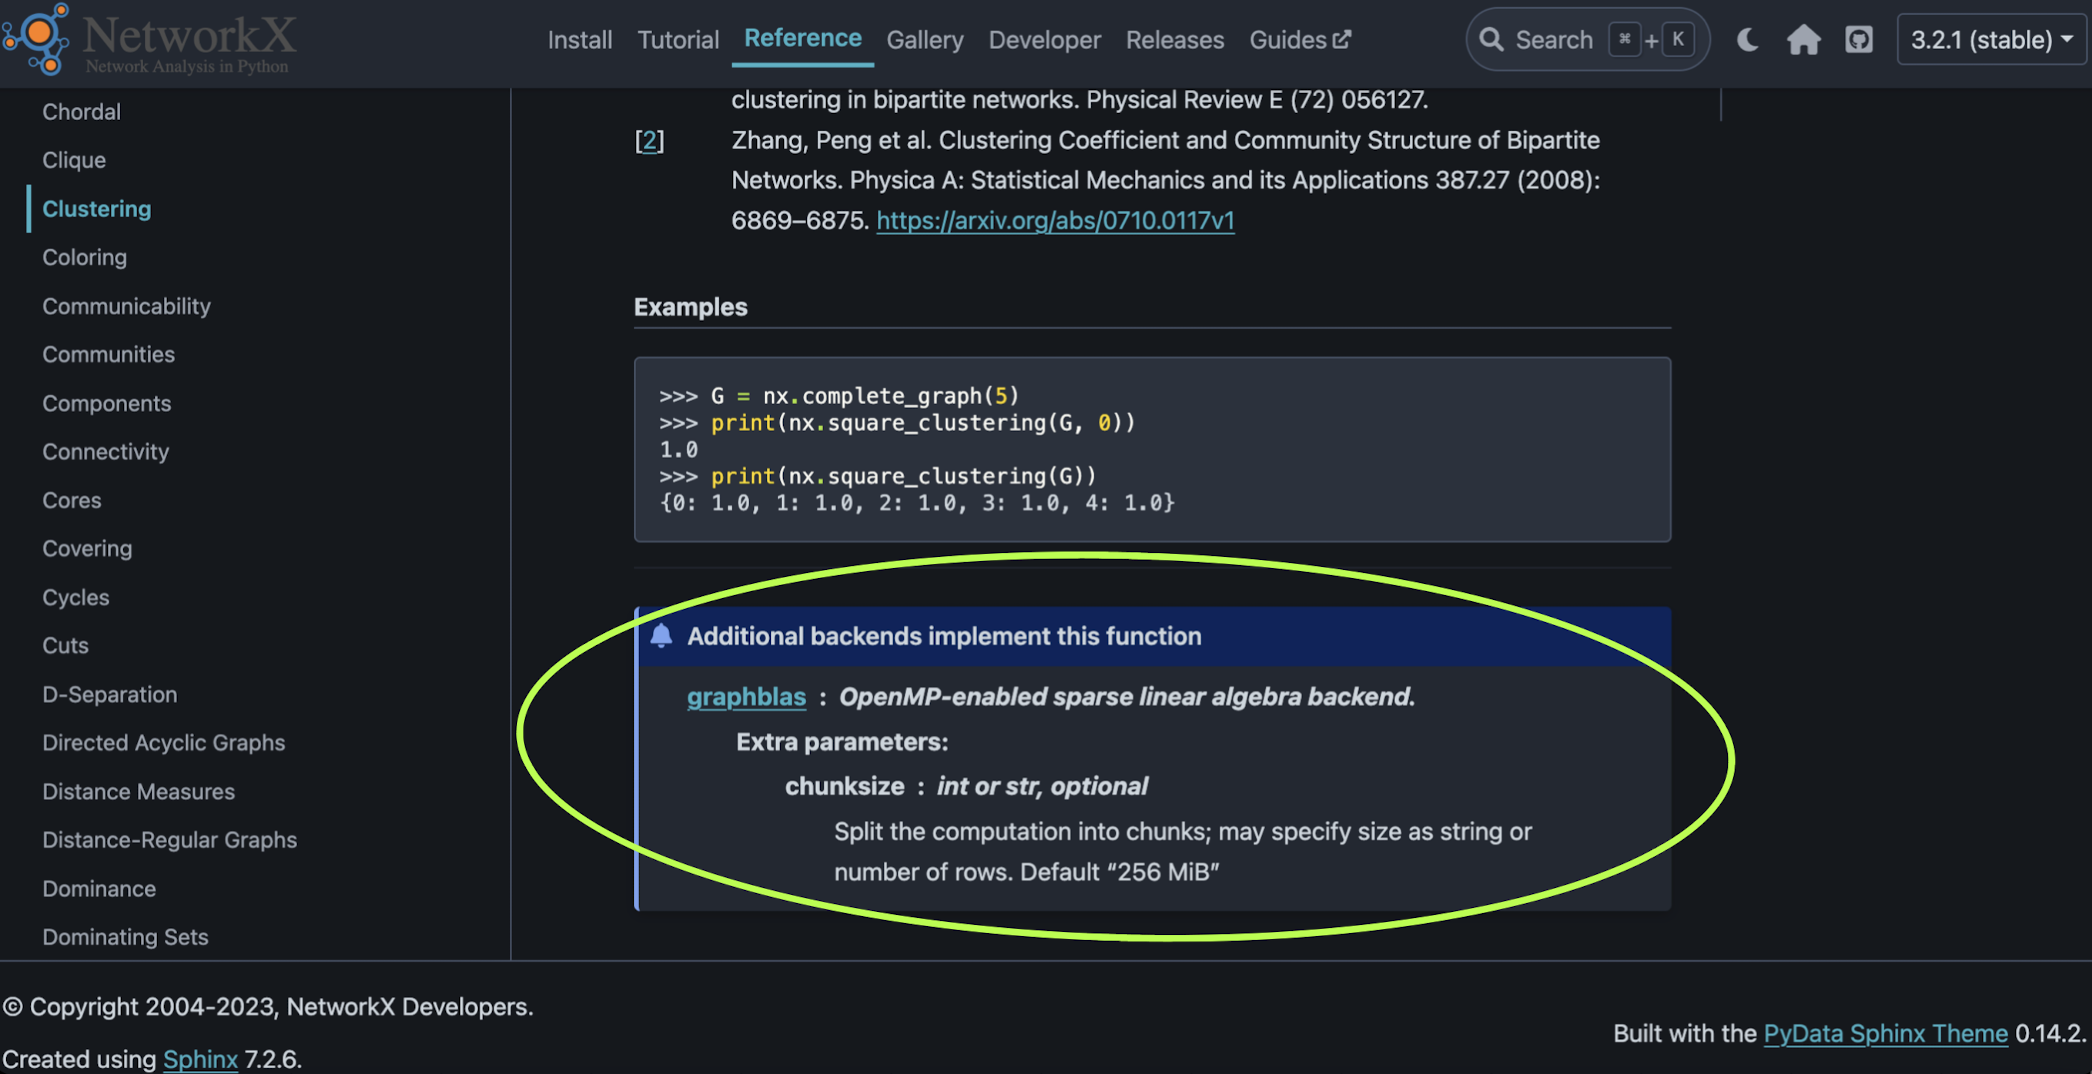 NetworkX
Network Analysis in Python
Install Tutorial Reference Gallery Developer Releases Guides
Search ⌘ + K
3.2.1 (stable)
Chordal
Clique
Clustering
Coloring
Communicability
Communities
Components
Connectivity
Cores
Covering
Cycles
Cuts
D-Separation
Directed Acyclic Graphs
Distance Measures
Distance-Regular Graphs
Dominance
Dominating Sets
clustering in bipartite networks. Physical Review E (72) 056127.
[2] Zhang, Peng et al. Clustering Coefficient and Community Structure of Bipartite
Networks. Physica A: Statistical Mechanics and its Applications 387.27 (2008):
6869–6875. https://arxiv.org/abs/0710.0117v1
Examples
>>> G = nx.complete_graph(5)
>>> print(nx.square_clustering(G, 0))
1.0
>>> print(nx.square_clustering(G))
{0: 1.0, 1: 1.0, 2: 1.0, 3: 1.0, 4: 1.0}
Additional backends implement this function
graphblas : OpenMP-enabled sparse linear algebra backend.
Extra parameters:
chunksize : int or str, optional
Split the computation into chunks; may specify size as string or
number of rows. Default “256 MiB”
© Copyright 2004-2023, NetworkX Developers.
Created using Sphinx 7.2.6.
Built with the PyData Sphinx Theme 0.14.2.